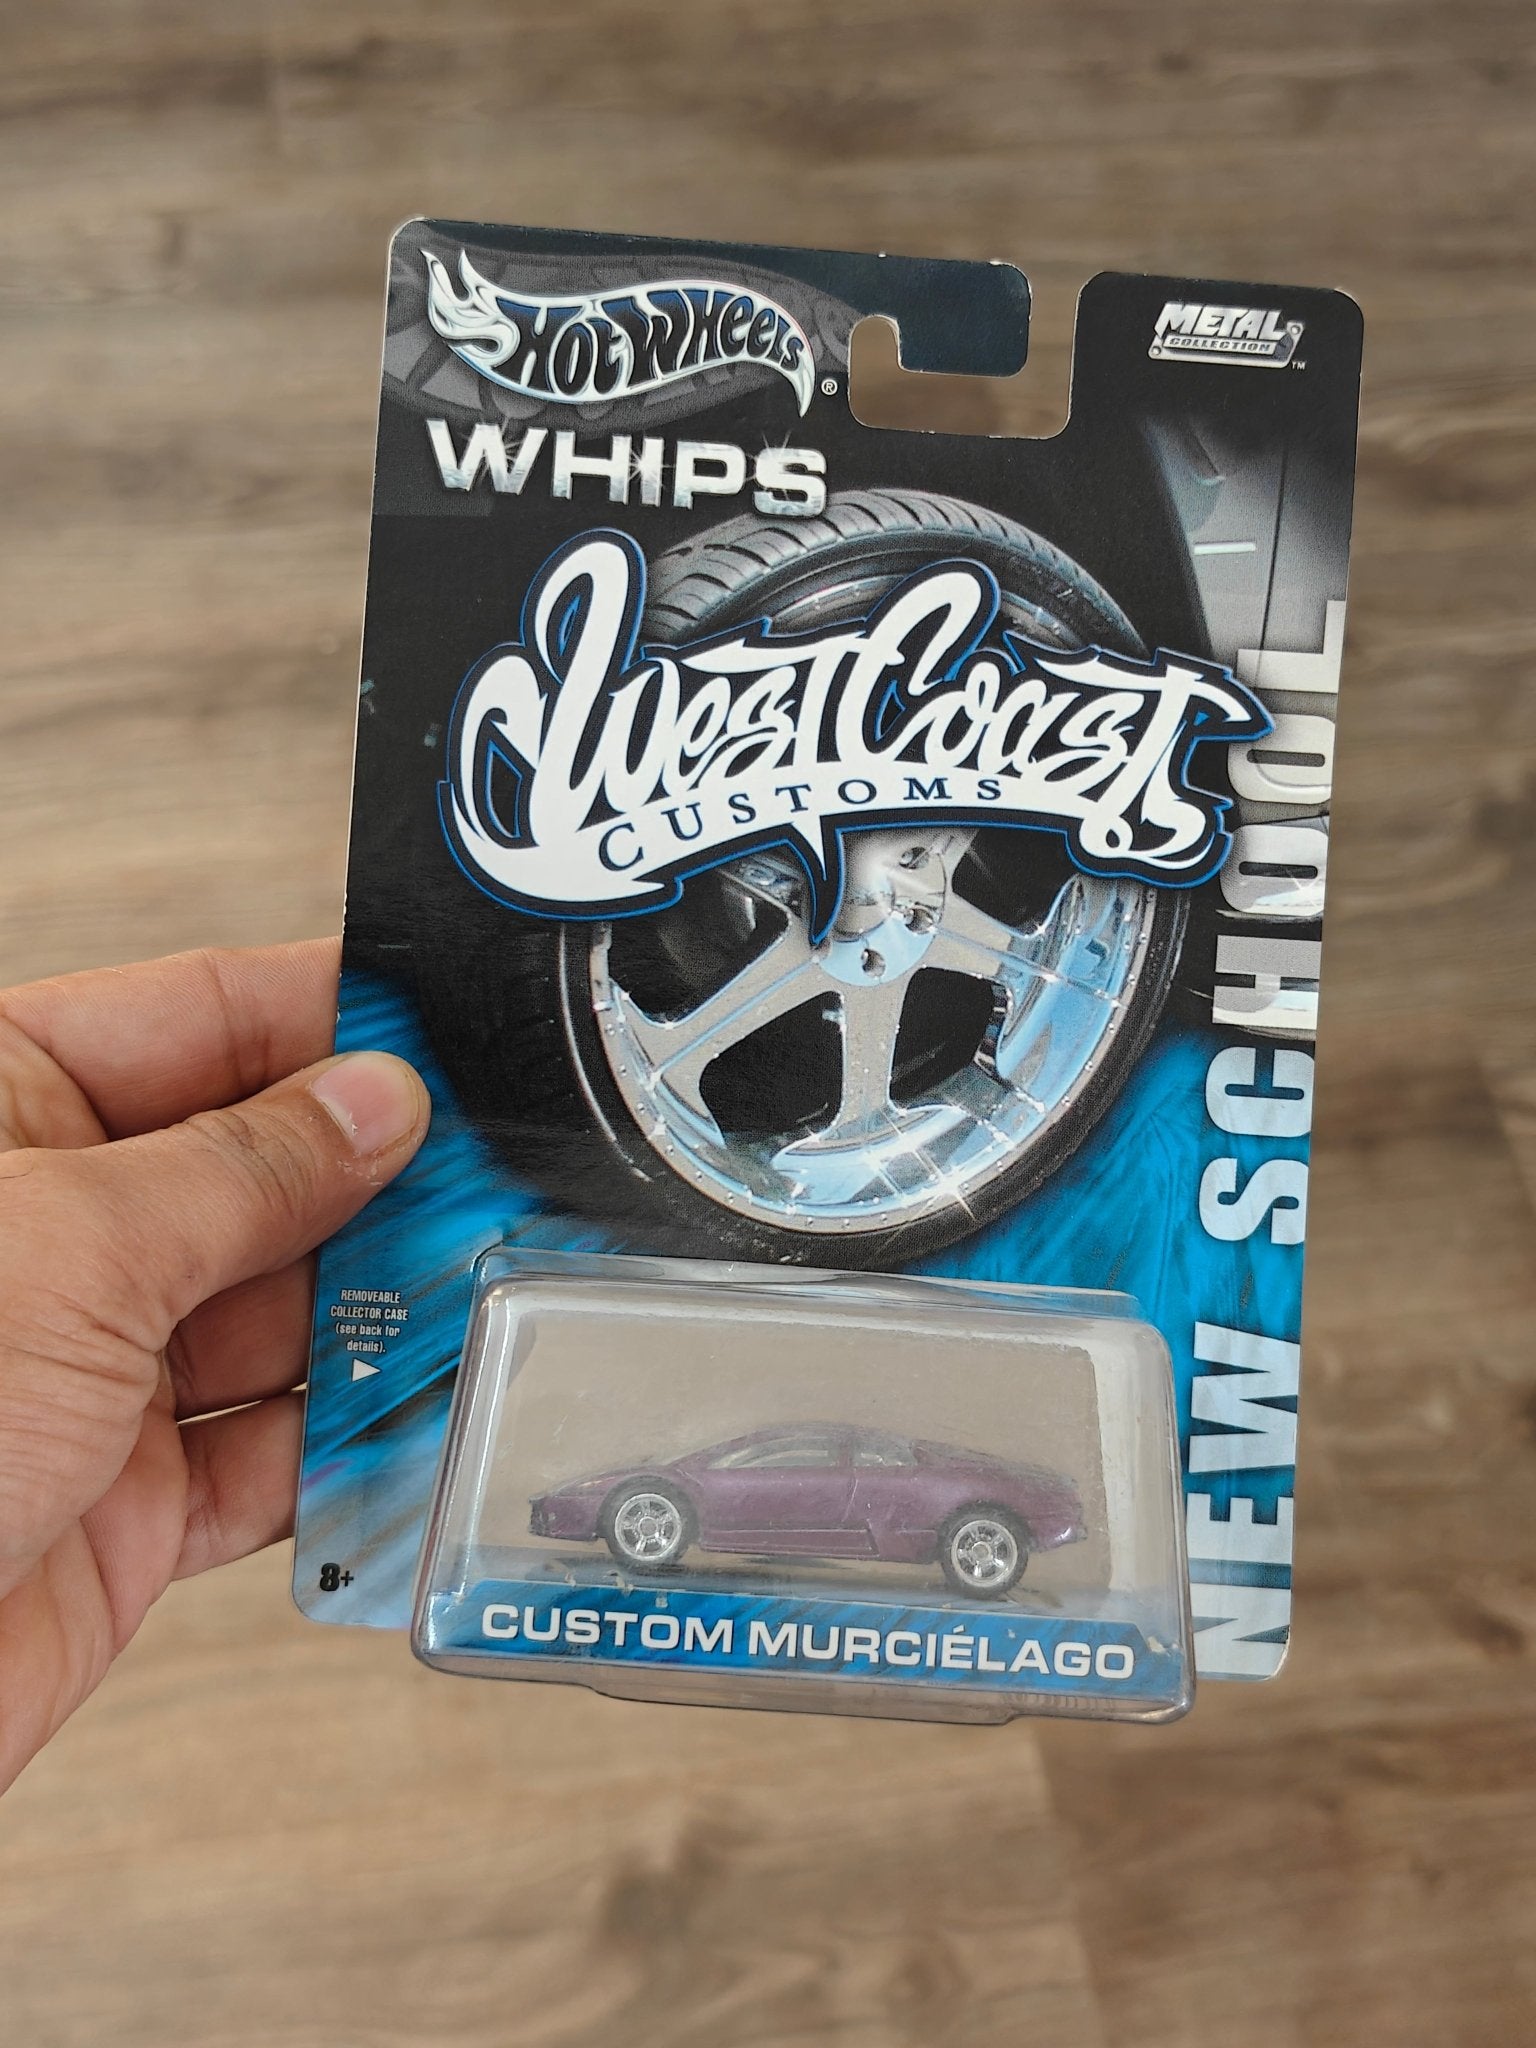 HOT WHEELS ®
WHIPS
METAL
COLLECTION ™
West Coast
CUSTOMS
NEW SCHOOL
REMOVEABLE
COLLECTOR CASE
(see back for
details).
8+
CUSTOM MURCIÉLAGO